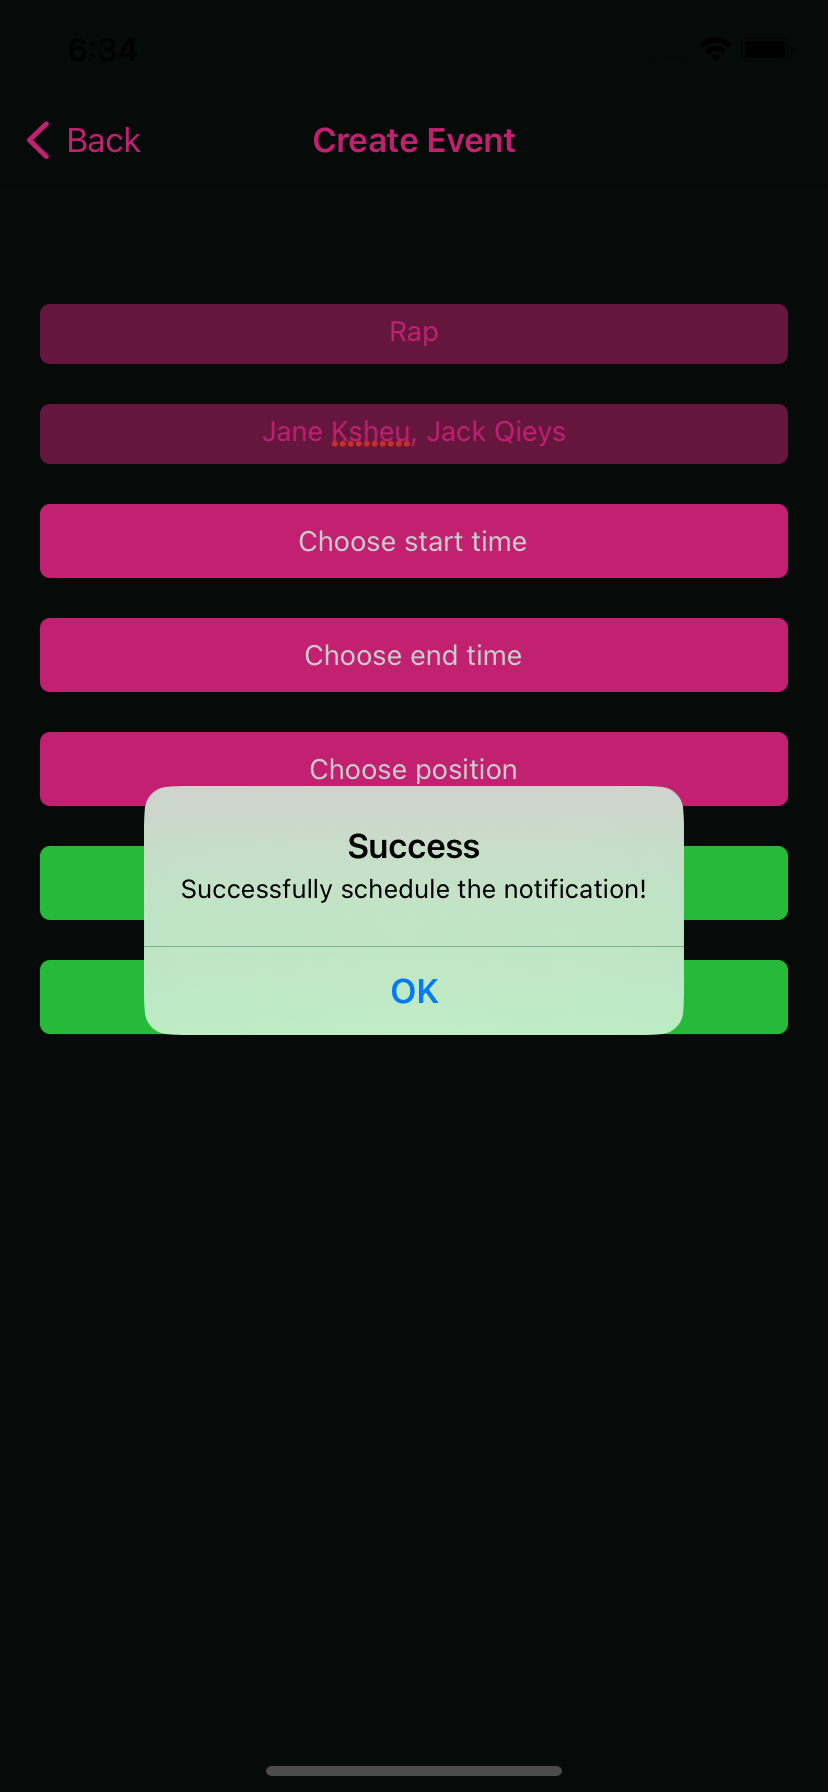 6:34
Back
Create Event
Rap
Jane Ksheu, Jack Qieys
Choose start time
Choose end time
Choose position
Success
Successfully schedule the notification!
OK